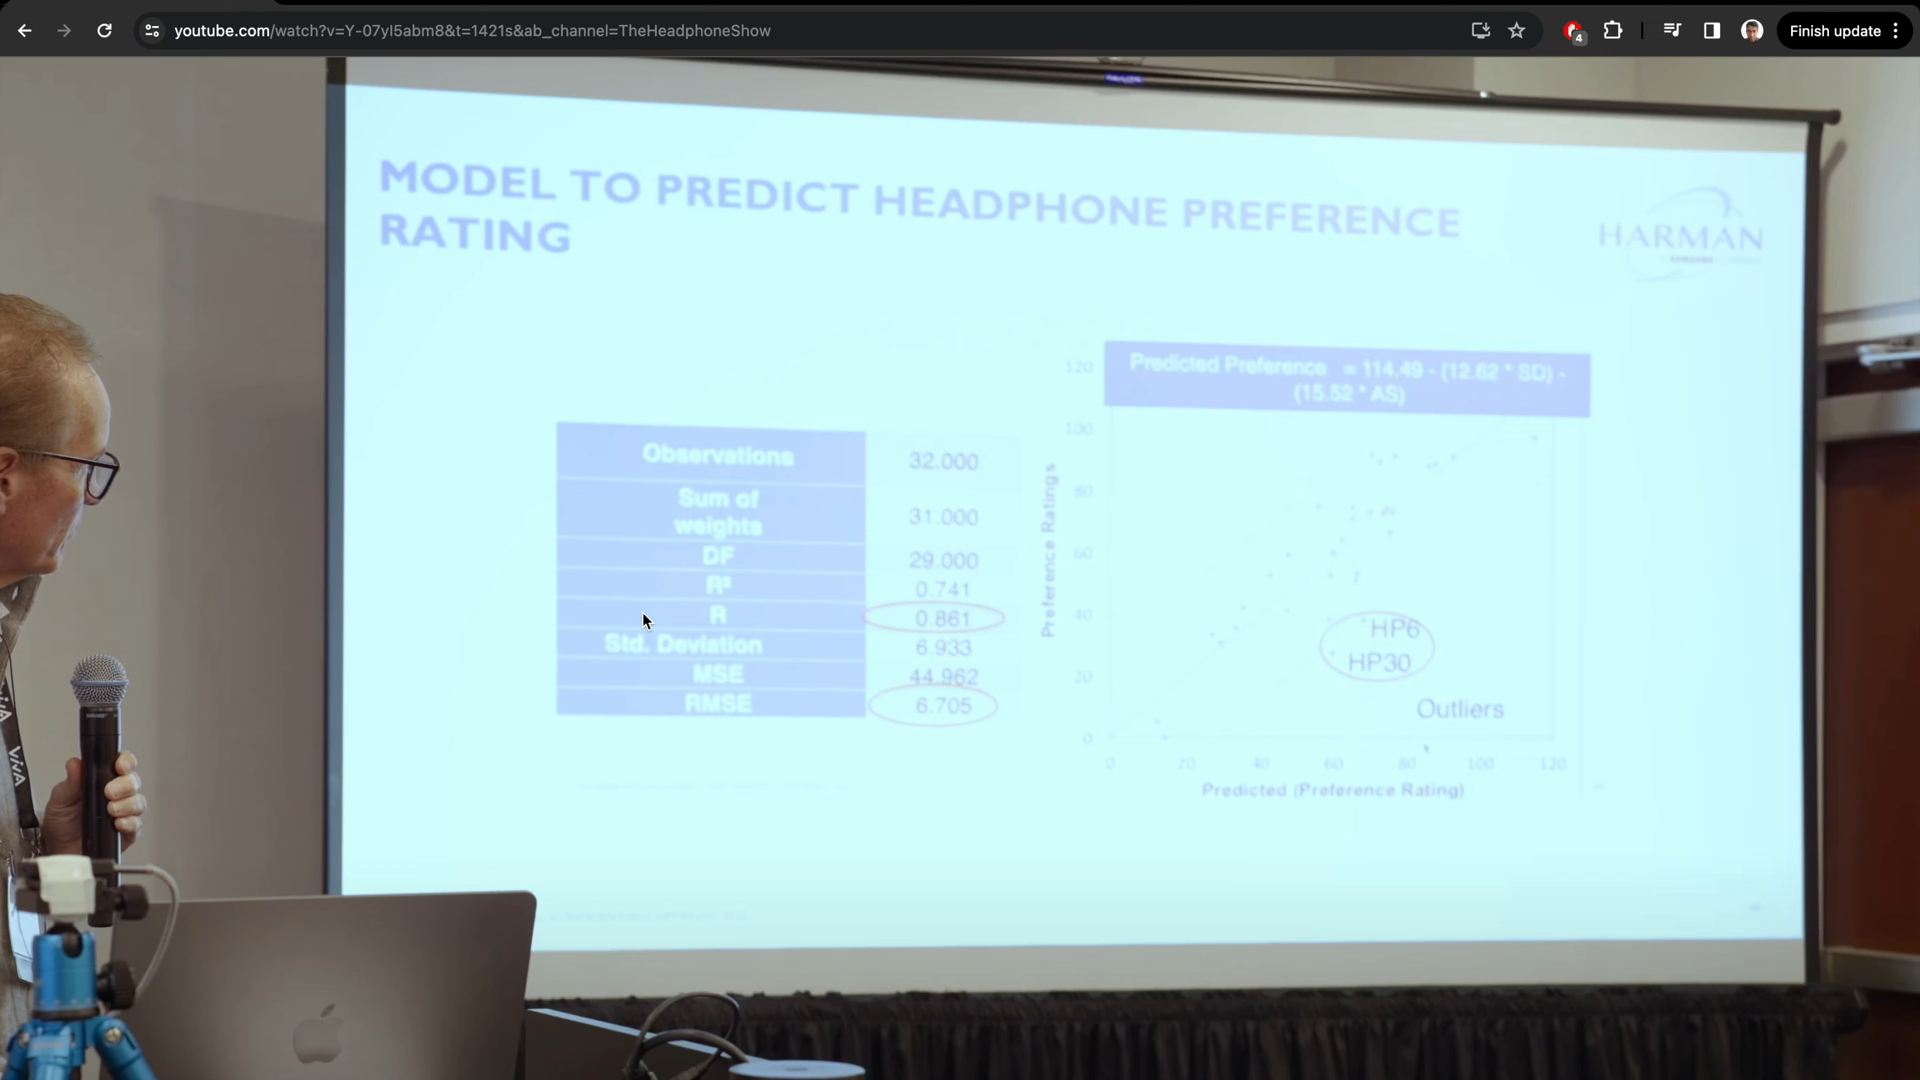 youtube.com/watch?v=Y-07yl5abm8&t=1421s&ab_channel=TheHeadphoneShow
4
Finish update
MODEL TO PREDICT HEADPHONE PREFERENCE
RATING
HARMAN
Observations 32.000
Sum of
weights 31.000
DF 29.000
R² 0.741
R 0.861
Std. Deviation 6.933
MSE 44.962
RMSE 6.705
Predicted Preference = 114.49 - (12.62 * SD) -
(15.52 * AS)
Preference Ratings
120
100
80
60
40
20
0
HP6
HP30
Outliers
0 20 40 60 80 100 120
Predicted (Preference Rating)
VIVA